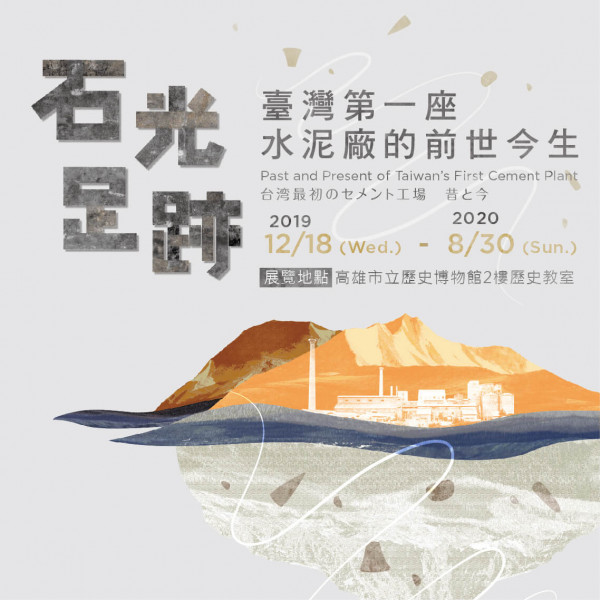 石光
足跡
臺灣第一座
水泥廠的前世今生
Past and Present of Taiwan's First Cement Plant
台湾最初のセメント工場 昔と今
2019 2020
12/18 (Wed.) - 8/30 (Sun.)
展覽地點 高雄市立歷史博物館2樓歷史教室